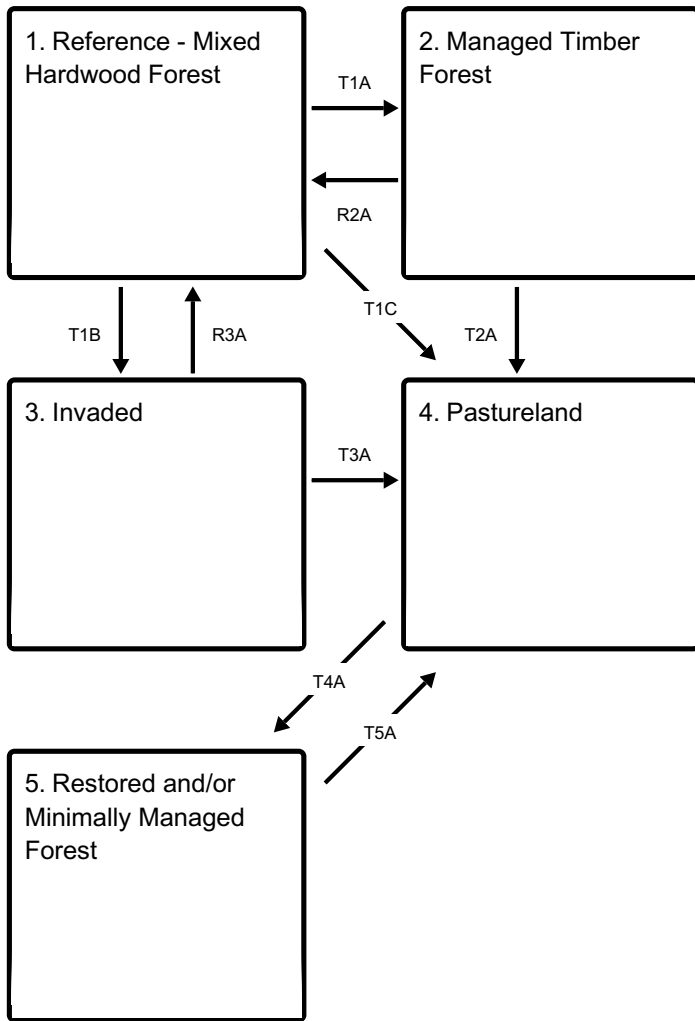 1. Reference - Mixed
Hardwood Forest
2. Managed Timber
Forest
T1A
R2A
T1C
T1B
R3A
T2A
3. Invaded
4. Pastureland
T3A
T4A
T5A
5. Restored and/or
Minimally Managed
Forest